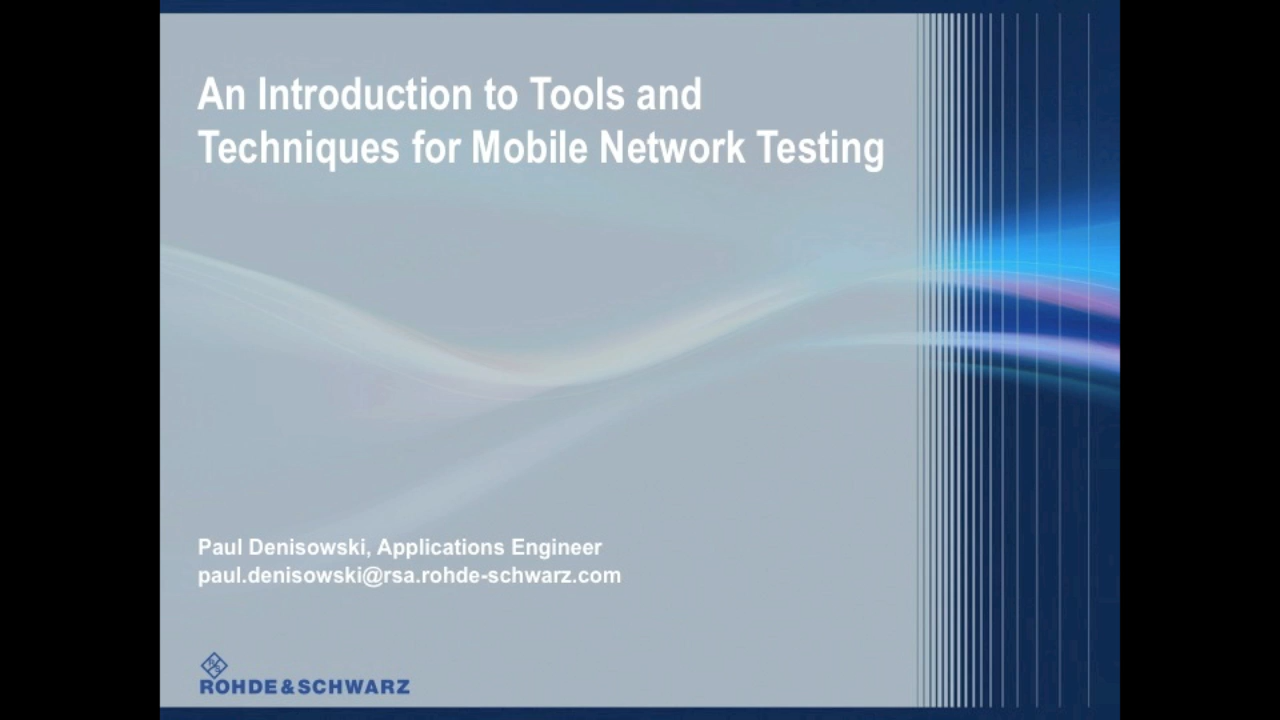 An Introduction to Tools and
Techniques for Mobile Network Testing
Paul Denisowski, Applications Engineer
paul.denisowski@rsa.rohde-schwarz.com
R S
ROHDE&SCHWARZ